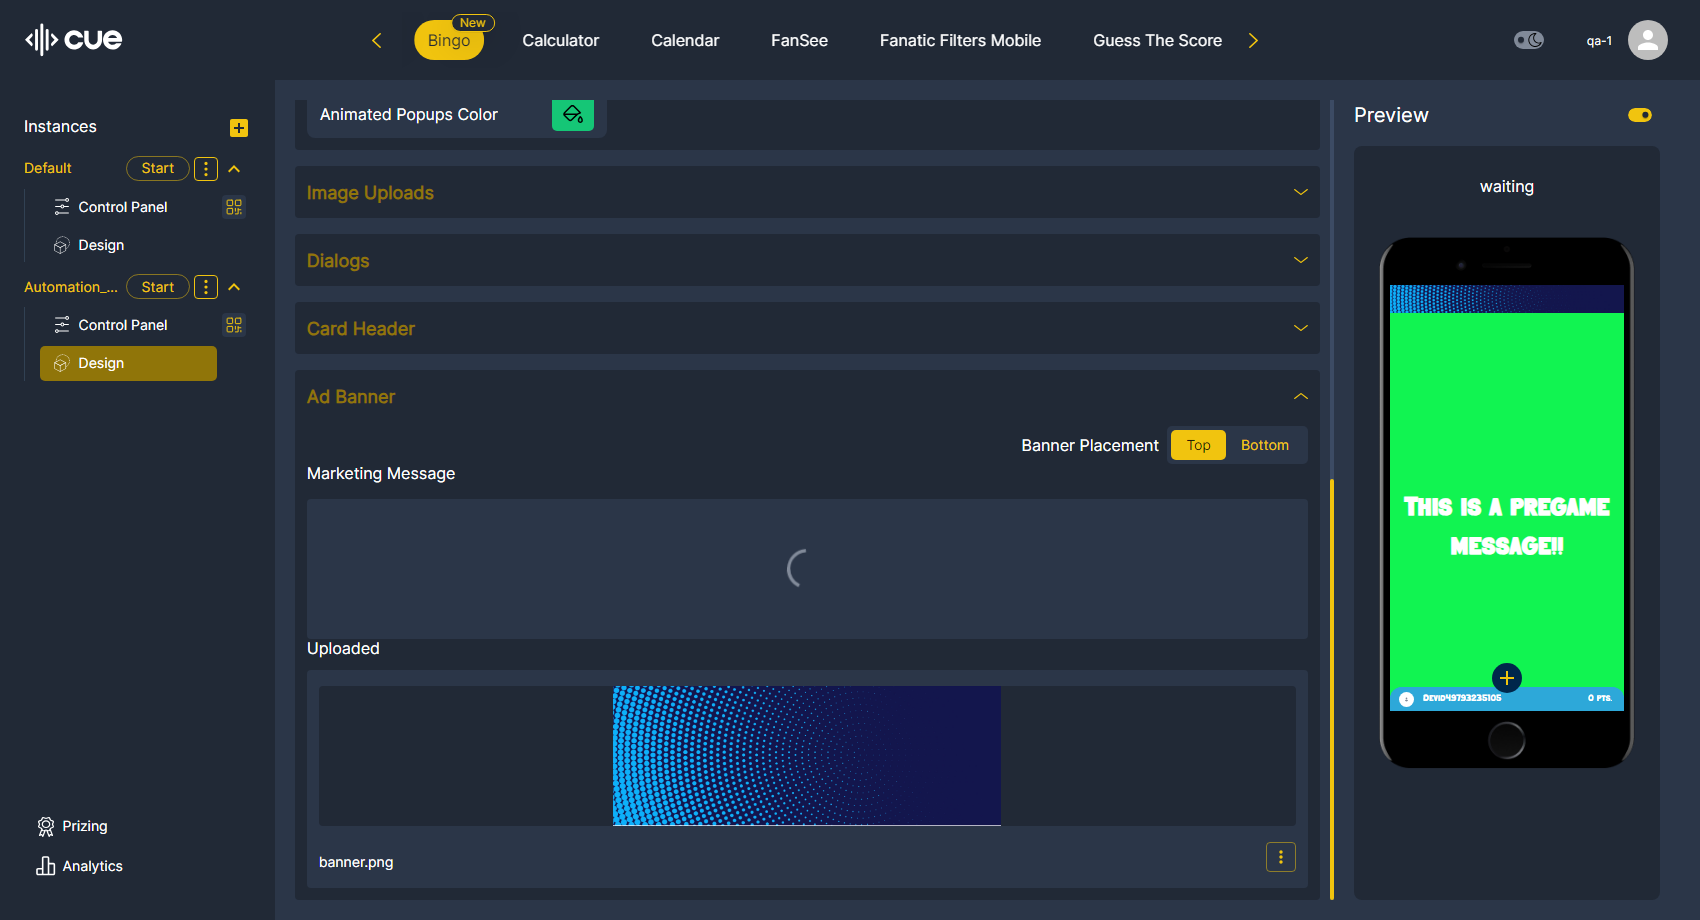 cue
New
Bingo
Calculator
Calendar
FanSee
Fanatic Filters Mobile
Guess The Score
qa-1
Instances
Default
Start
Control Panel
Design
Automation_...
Start
Control Panel
Design
Prizing
Analytics
Animated Popups Color
Image Uploads
Dialogs
Card Header
Ad Banner
Banner Placement
Top
Bottom
Marketing Message
Uploaded
banner.png
Preview
waiting
This is a pregame
message!!
1
Devid49793235105
0 pts.